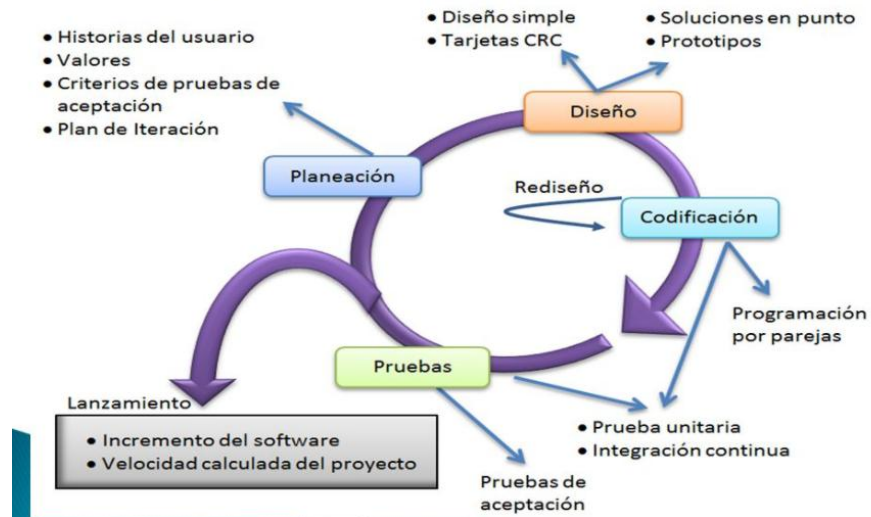 • Historias del usuario
• Valores
• Criterios de pruebas de
aceptación
• Plan de Iteración
• Diseño simple
• Tarjetas CRC
• Soluciones en punto
• Prototipos
Diseño
Planeación
Rediseño
Codificación
Programación
por parejas
Pruebas
Lanzamiento
• Incremento del software
• Velocidad calculada del proyecto
• Prueba unitaria
• Integración continua
Pruebas de
aceptación